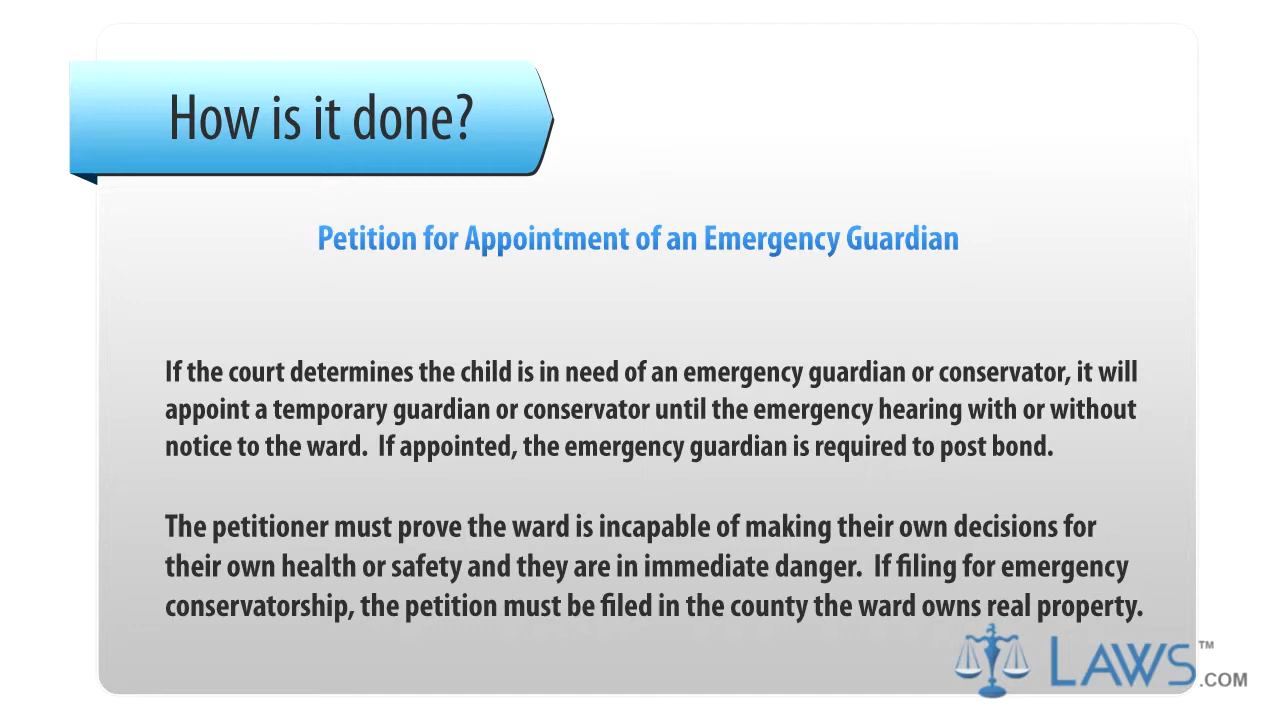 How is it done?
Petition for Appointment of an Emergency Guardian
If the court determines the child is in need of an emergency guardian or conservator, it will
appoint a temporary guardian or conservator until the emergency hearing with or without
notice to the ward.  If appointed, the emergency guardian is required to post bond.
The petitioner must prove the ward is incapable of making their own decisions for
their own health or safety and they are in immediate danger.  If filing for emergency
conservatorship, the petition must be filed in the county the ward owns real property.
LAWS™.COM